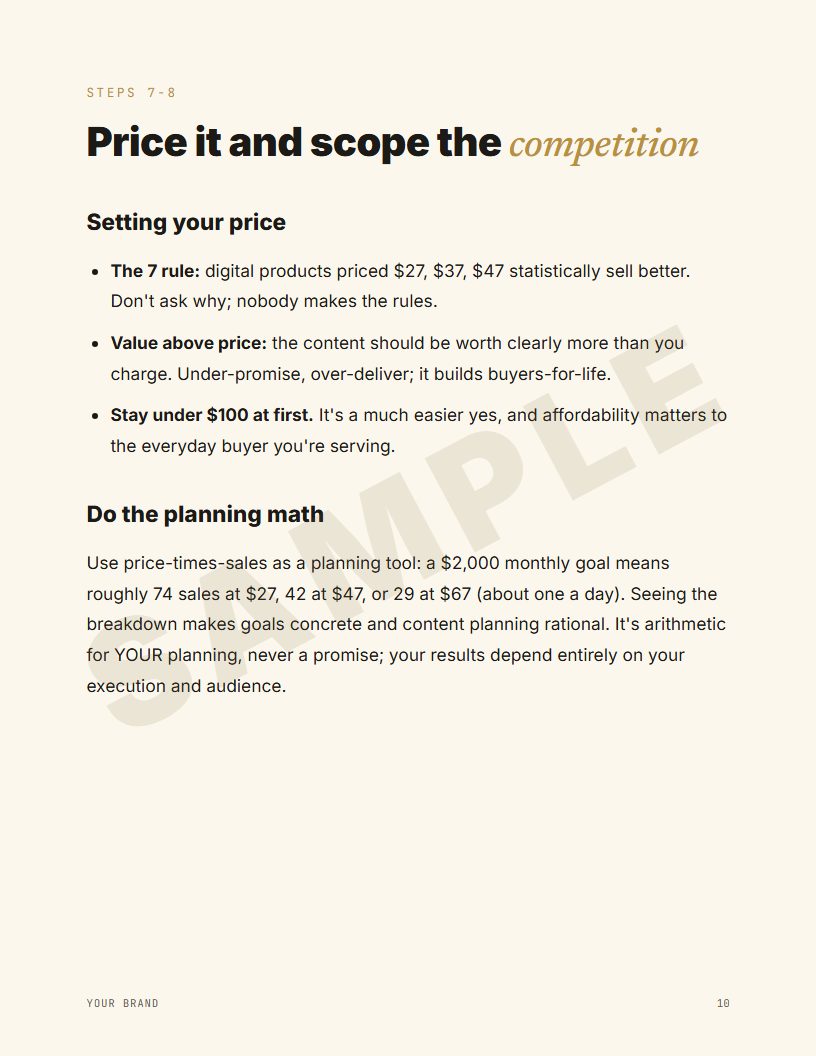 STEPS 7-8
Price it and scope the competition
Setting your price
• The 7 rule: digital products priced $27, $37, $47 statistically sell better.
Don't ask why; nobody makes the rules.
• Value above price: the content should be worth clearly more than you
charge. Under-promise, over-deliver; it builds buyers-for-life.
• Stay under $100 at first. It's a much easier yes, and affordability matters to
the everyday buyer you're serving.
Do the planning math
Use price-times-sales as a planning tool: a $2,000 monthly goal means
roughly 74 sales at $27, 42 at $47, or 29 at $67 (about one a day). Seeing the
breakdown makes goals concrete and content planning rational. It's arithmetic
for YOUR planning, never a promise; your results depend entirely on your
execution and audience.
SAMPLE
YOUR BRAND
10